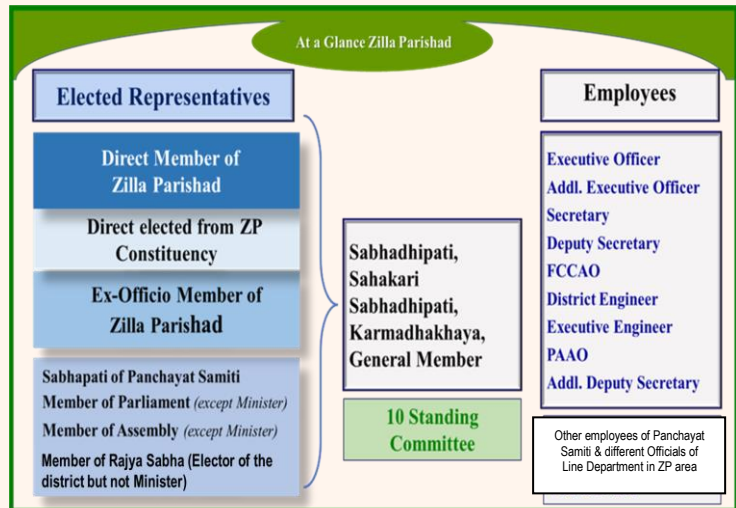 At a Glance Zilla Parishad
Elected Representatives
Direct Member of
Zilla Parishad
Direct elected from ZP
Constituency
Ex-Officio Member of
Zilla Parishad
Sabhapati of Panchayat Samiti
Member of Parliament (except Minister)
Member of Assembly (except Minister)
Member of Rajya Sabha (Elector of the
district but not Minister)
Sabhadhipati,
Sahakari
Sabhadhipati,
Karmadhakhaya,
General Member
10 Standing
Committee
Employees
Executive Officer
Addl. Executive Officer
Secretary
Deputy Secretary
FCCAO
District Engineer
Executive Engineer
PAAO
Addl. Deputy Secretary
Other employees of Panchayat
Samiti & different Officials of
Line Department in ZP area